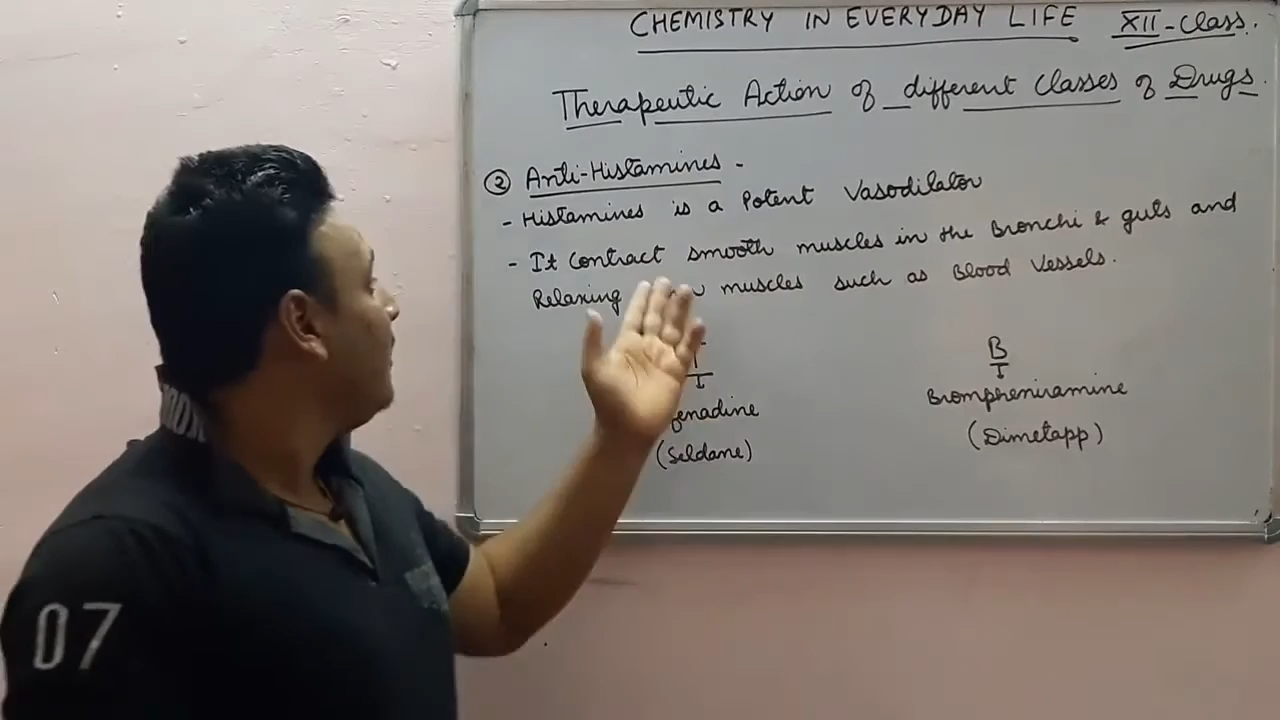 CHEMISTRY IN EVERYDAY LIFE XII-Class.
Therapeutic Action of different Classes of Drugs.
② Anti-Histamines -
- Histamines is a Potent Vasodilator
- It Contract smooth muscles in the Bronchi & guts and
Relaxing muscles such as Blood Vessels.
B
fenadine Brompheniramine
(Seldane) (Dimetapp)
07